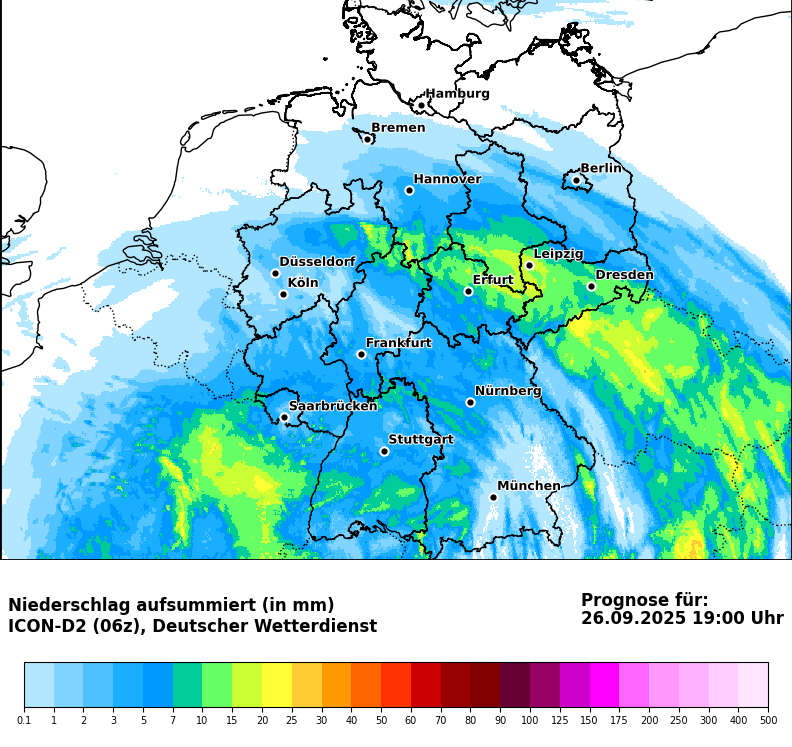 Hamburg
Bremen
Berlin
Hannover
Leipzig
Düsseldorf
Dresden
Köln
Erfurt
Frankfurt
Nürnberg
Saarbrücken
Stuttgart
München
Niederschlag aufsummiert (in mm)
ICON-D2 (06z), Deutscher Wetterdienst
Prognose für:
26.09.2025 19:00 Uhr
0.1 1 2 3 5 7 10 15 20 25 30 40 50 60 70 80 90 100 125 150 175 200 250 300 400 500